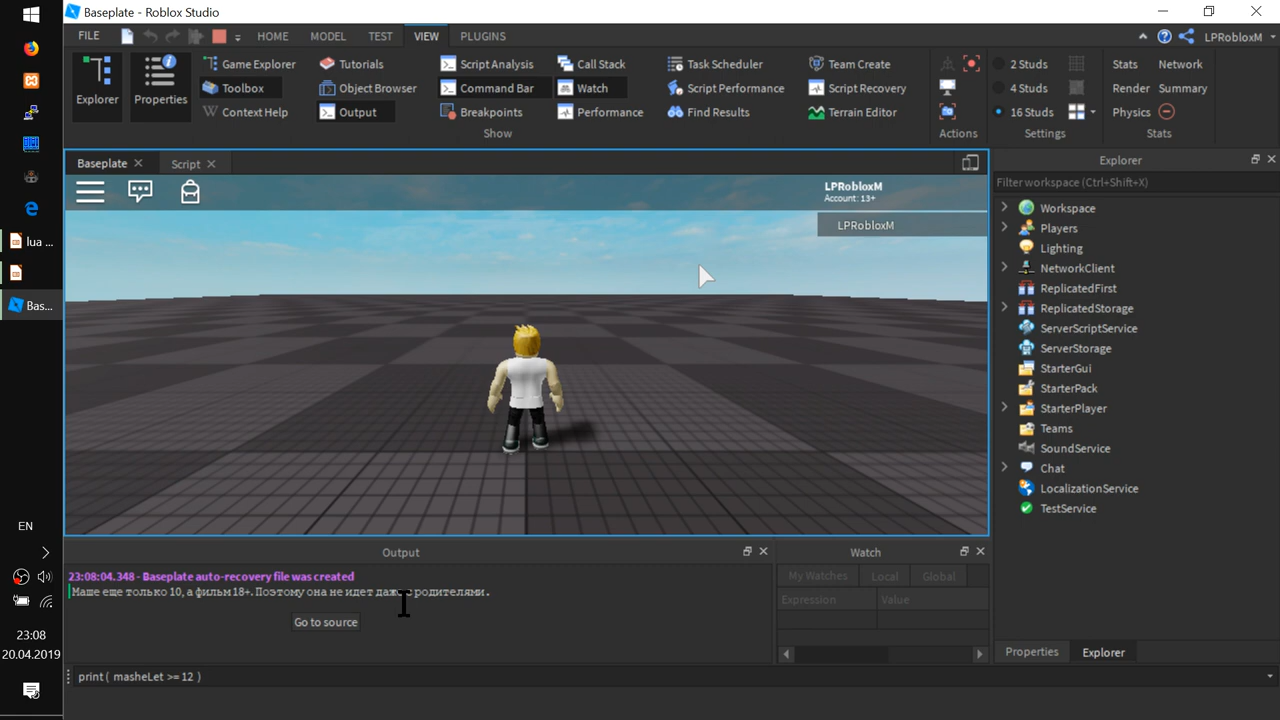 Baseplate - Roblox Studio
FILE HOME MODEL TEST VIEW PLUGINS LPRobloxM
Explorer
Properties
Game Explorer
Toolbox
Context Help
Tutorials
Object Browser
Output
Script Analysis
Command Bar
Breakpoints
Call Stack
Watch
Performance
Task Scheduler
Script Performance
Find Results
Team Create
Script Recovery
Terrain Editor
2 Studs
4 Studs
16 Studs
Stats Network
Render Summary
Physics
Show
Actions
Settings
Stats
Baseplate
Script
LPRobloxM
Account: 13+
LPRobloxM
Explorer
Filter workspace (Ctrl+Shift+X)
Workspace
Players
Lighting
NetworkClient
ReplicatedFirst
ReplicatedStorage
ServerScriptService
ServerStorage
StarterGui
StarterPack
StarterPlayer
Teams
SoundService
Chat
LocalizationService
TestService
Properties Explorer
Output
23:08:04.348 - Baseplate auto-recovery file was created
Маше еще только 10, а фильм 18+. Поэтому она не идет родителями.
Go to source
Watch
My Watches Local Global
Expression Value
print( masheLet >= 12 )
lua ...
Bas...
EN
23:08
20.04.2019